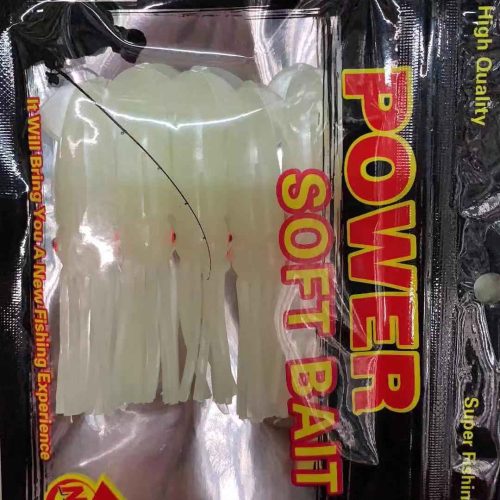 High Quality
Super Fishing
POWER
SOFT BAIT
It Will Bring You A New Fishing Experience